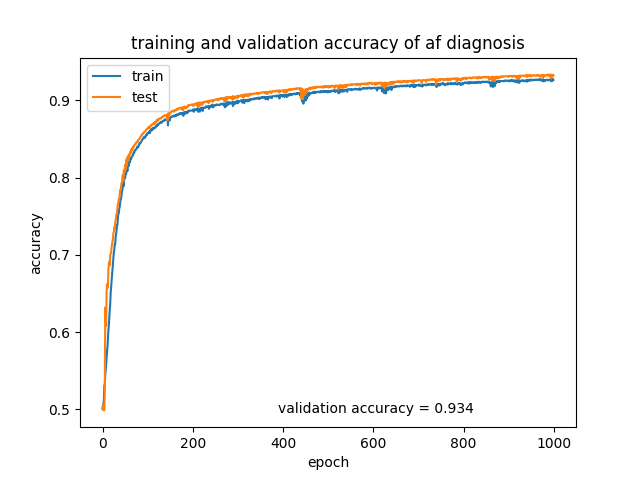 training and validation accuracy of af diagnosis
train
test
accuracy
0.9
0.8
0.7
0.6
0.5
validation accuracy = 0.934
0 200 400 600 800 1000
epoch